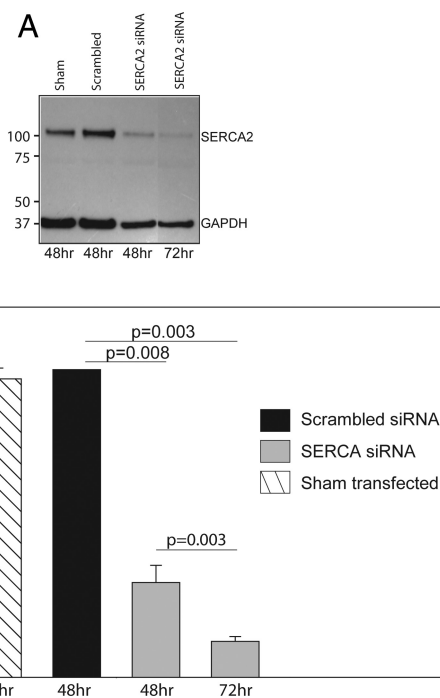 A
Sham
Scrambled
SERCA2 siRNA
SERCA2 siRNA
100
SERCA2
75
50
37
GAPDH
48hr 48hr 48hr 72hr
p=0.003
p=0.008
Scrambled siRNA
SERCA siRNA
Sham transfected
p=0.003
hr 48hr 48hr 72hr